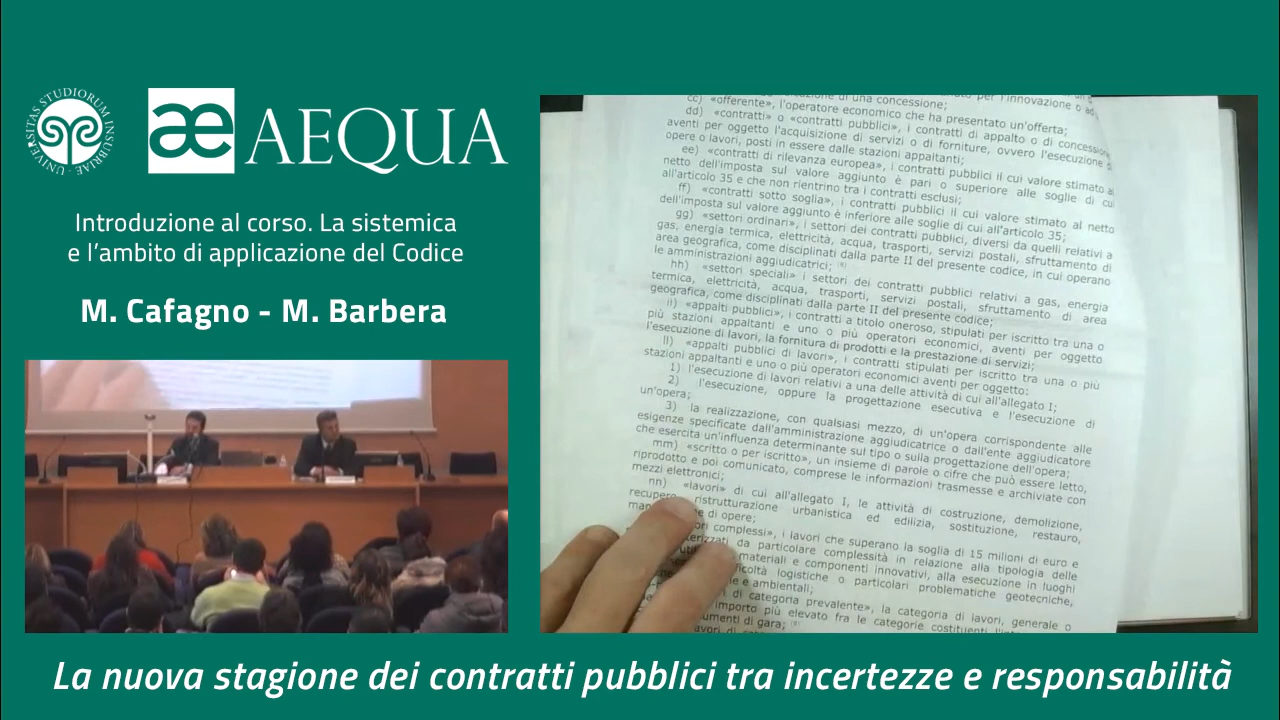 UNIVERSITAS STUDIORUM INSUBRIAE
æ AEQUA
Introduzione al corso. La sistemica
e l'ambito di applicazione del Codice
M. Cafagno - M. Barbera
di una concessione;
cc) «offerente», l'operatore economico che ha presentato un'offerta;
dd) «contratti» o «contratti pubblici», i contratti di appalto o di concessione
aventi per oggetto l'acquisizione di servizi o di forniture, ovvero l'esecuzione
opere o lavori, posti in essere dalle stazioni appaltanti;
ee) «contratti di rilevanza europea», i contratti pubblici il cui valore stimato al
netto dell'imposta sul valore aggiunto è pari o superiore alle soglie di cui
all'articolo 35 e che non rientrino tra i contratti esclusi;
ff) «contratti sotto soglia», i contratti pubblici il cui valore stimato al netto
dell'imposta sul valore aggiunto è inferiore alle soglie di cui all'articolo 35;
gg) «settori ordinari», i settori dei contratti pubblici, diversi da quelli relativi a
gas, energia termica, elettricità, acqua, trasporti, servizi postali, sfruttamento di
area geografica, come disciplinati dalla parte II del presente codice, in cui operano
le amministrazioni aggiudicatrici;
hh) «settori speciali» i settori dei contratti pubblici relativi a gas, energia
termica, elettricità, acqua, trasporti, servizi postali, sfruttamento di area
geografica, come disciplinati dalla parte II del presente codice;
ii) «appalti pubblici», i contratti a titolo oneroso, stipulati per iscritto tra una o
più stazioni appaltanti e uno o più operatori economici, aventi per oggetto
l'esecuzione di lavori, la fornitura di prodotti e la prestazione di servizi;
ll) «appalti pubblici di lavori», i contratti stipulati per iscritto tra una o più
stazioni appaltanti e uno o più operatori economici aventi per oggetto:
1) l'esecuzione di lavori relativi a una delle attività di cui all'allegato I;
2) l'esecuzione, oppure la progettazione esecutiva e l'esecuzione di
un'opera;
3) la realizzazione, con qualsiasi mezzo, di un'opera corrispondente alle
esigenze specificate dall'amministrazione aggiudicatrice o dall'ente aggiudicatore
che esercita un'influenza determinante sul tipo o sulla progettazione dell'opera;
mm) «scritto o per iscritto», un insieme di parole o cifre che può essere letto,
riprodotto e poi comunicato, comprese le informazioni trasmesse e archiviate con
mezzi elettronici;
nn) «lavori» di cui all'allegato I, le attività di costruzione, demolizione,
recupero, ristrutturazione urbanistica ed edilizia, sostituzione, restauro,
di opere;
complessi», i lavori che superano la soglia di 15 milioni di euro e
da particolare complessità in relazione alla tipologia delle
materiali e componenti innovativi, alla esecuzione in luoghi
logistiche o particolari problematiche geotecniche,
e ambientali;
di categoria prevalente», la categoria di lavori, generale o
importo più elevato fra le categorie costituenti
di gara;
La nuova stagione dei contratti pubblici tra incertezze e responsabilità